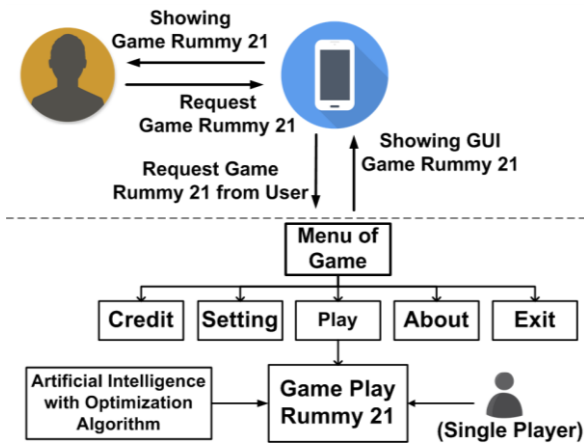 Showing
Game Rummy 21
Request
Game Rummy 21
Showing GUI
Game Rummy 21
Request Game
Rummy 21 from User
Menu of
Game
Credit
Setting
Play
About
Exit
Artificial Intelligence
with Optimization
Algorithm
Game Play
Rummy 21
(Single Player)